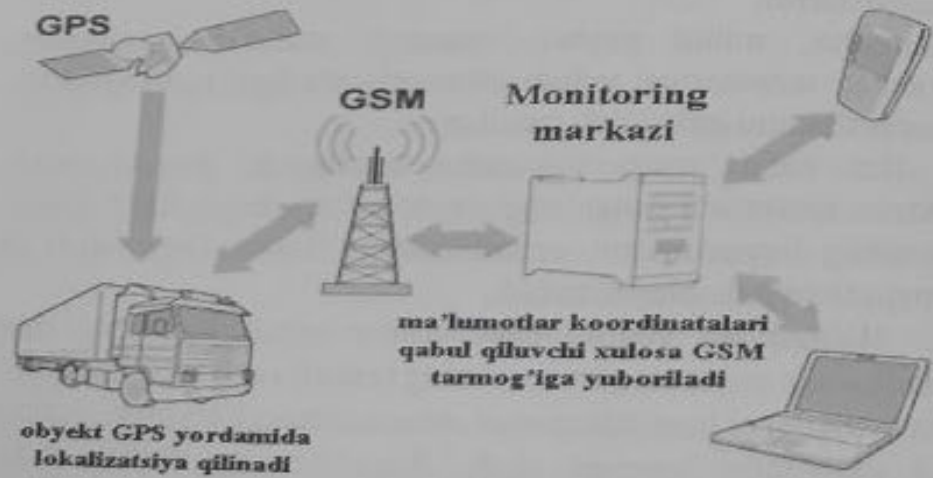 GPS
GSM
Monitoring
markazi
ma'lumotlar koordinatalari
qabul qiluvchi xulosa GSM
tarmog'iga yuboriladi
obyekt GPS yordamida
lokalizatsiya qilinadi